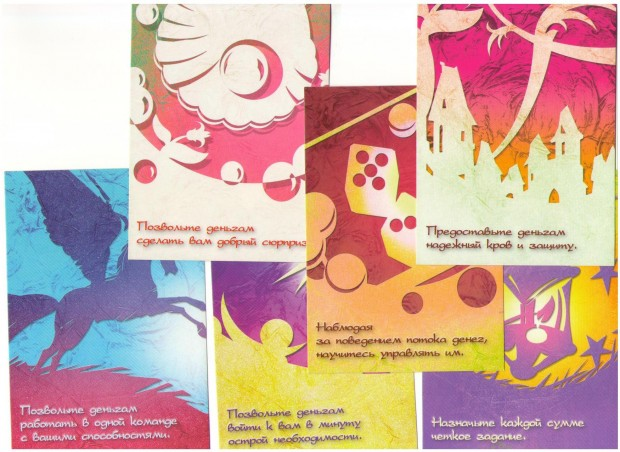 Позвольте деньгам
сделать вам добрый сюрприз
Предоставьте деньгам
надежный кров и защиту.
Наблюдая
за поведением потока денег,
научитесь управлять им.
Позвольте деньгам
работать в одной команде
с вашими способностями.
Позвольте деньгам
войти к вам в минуту
острой необходимости.
Назначьте каждой сумме
четкое задание.